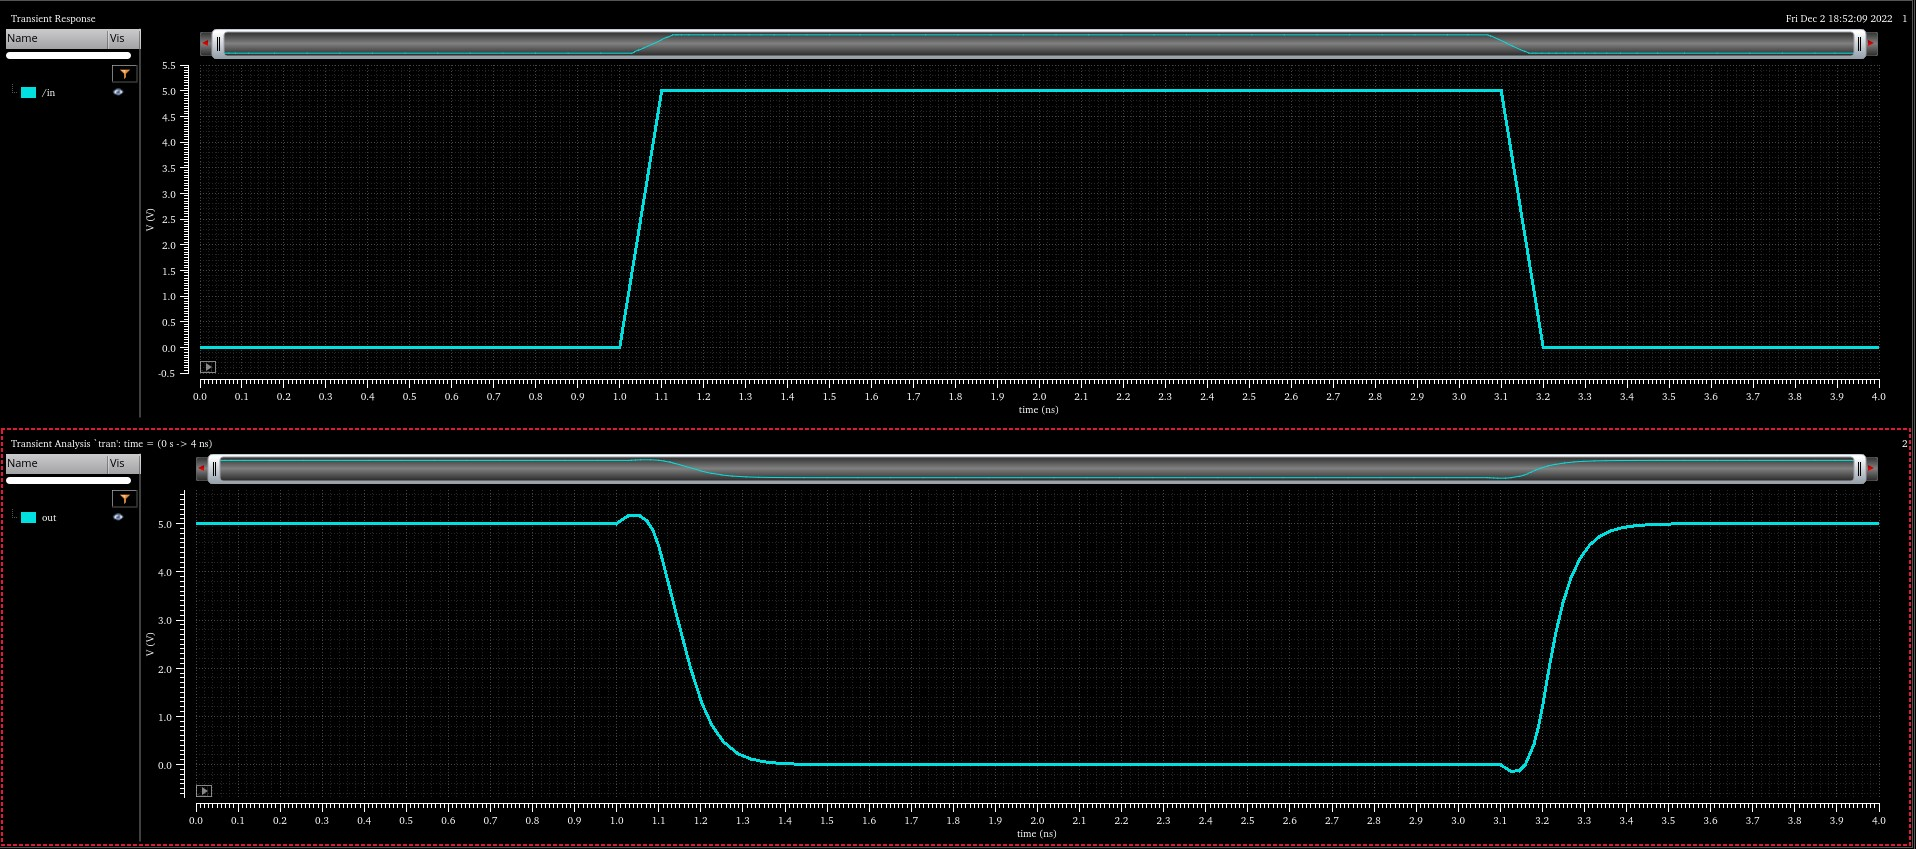 Transient Response
Fri Dec 2 18:52:09 2022 1
Name Vis
/in
5.5
5.0
4.5
4.0
3.5
3.0
2.5
2.0
1.5
1.0
0.5
0.0
-0.5
V (V)
0.0 0.1 0.2 0.3 0.4 0.5 0.6 0.7 0.8 0.9 1.0 1.1 1.2 1.3 1.4 1.5 1.6 1.7 1.8 1.9 2.0 2.1 2.2 2.3 2.4 2.5 2.6 2.7 2.8 2.9 3.0 3.1 3.2 3.3 3.4 3.5 3.6 3.7 3.8 3.9 4.0
time (ns)
Transient Analysis `tran': time = (0 s -> 4 ns)
2
Name Vis
out
5.0
4.0
3.0
2.0
1.0
0.0
V (V)
0.0 0.1 0.2 0.3 0.4 0.5 0.6 0.7 0.8 0.9 1.0 1.1 1.2 1.3 1.4 1.5 1.6 1.7 1.8 1.9 2.0 2.1 2.2 2.3 2.4 2.5 2.6 2.7 2.8 2.9 3.0 3.1 3.2 3.3 3.4 3.5 3.6 3.7 3.8 3.9 4.0
time (ns)